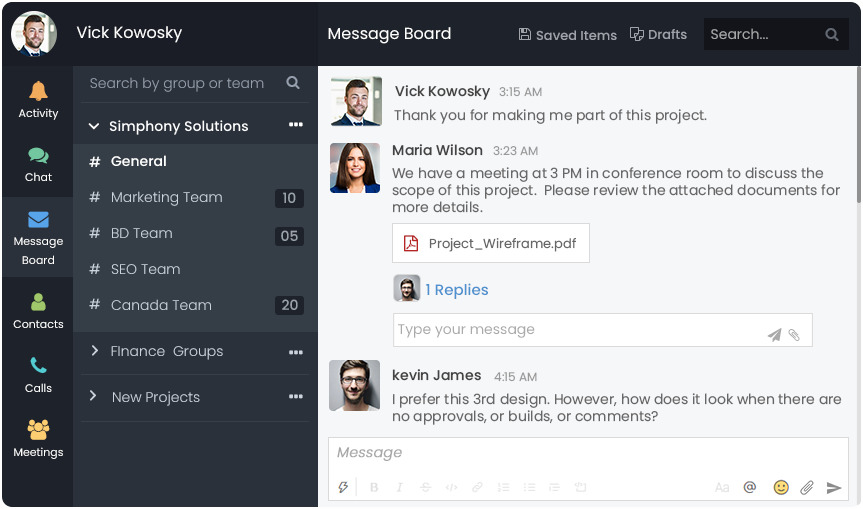 Vick Kowosky
Message Board
Saved Items
Drafts
Search...
Activity
Chat
Message
Board
Contacts
Calls
Meetings
Search by group or team
Simphony Solutions
# General
# Marketing Team 10
# BD Team 05
# SEO Team
# Canada Team 20
FInance Groups
New Projects
Vick Kowosky 3:15 AM
Thank you for making me part of this project.
Maria Wilson 3:23 AM
We have a meeting at 3 PM in conference room to discuss the
scope of this project. Please review the attached documents for
more details.
Project_Wireframe.pdf
1 Replies
Type your message
kevin James 4:15 AM
I prefer this 3rd design. However, how does it look when there are
no approvals, or builds, or comments?
Message
B I S Aa @